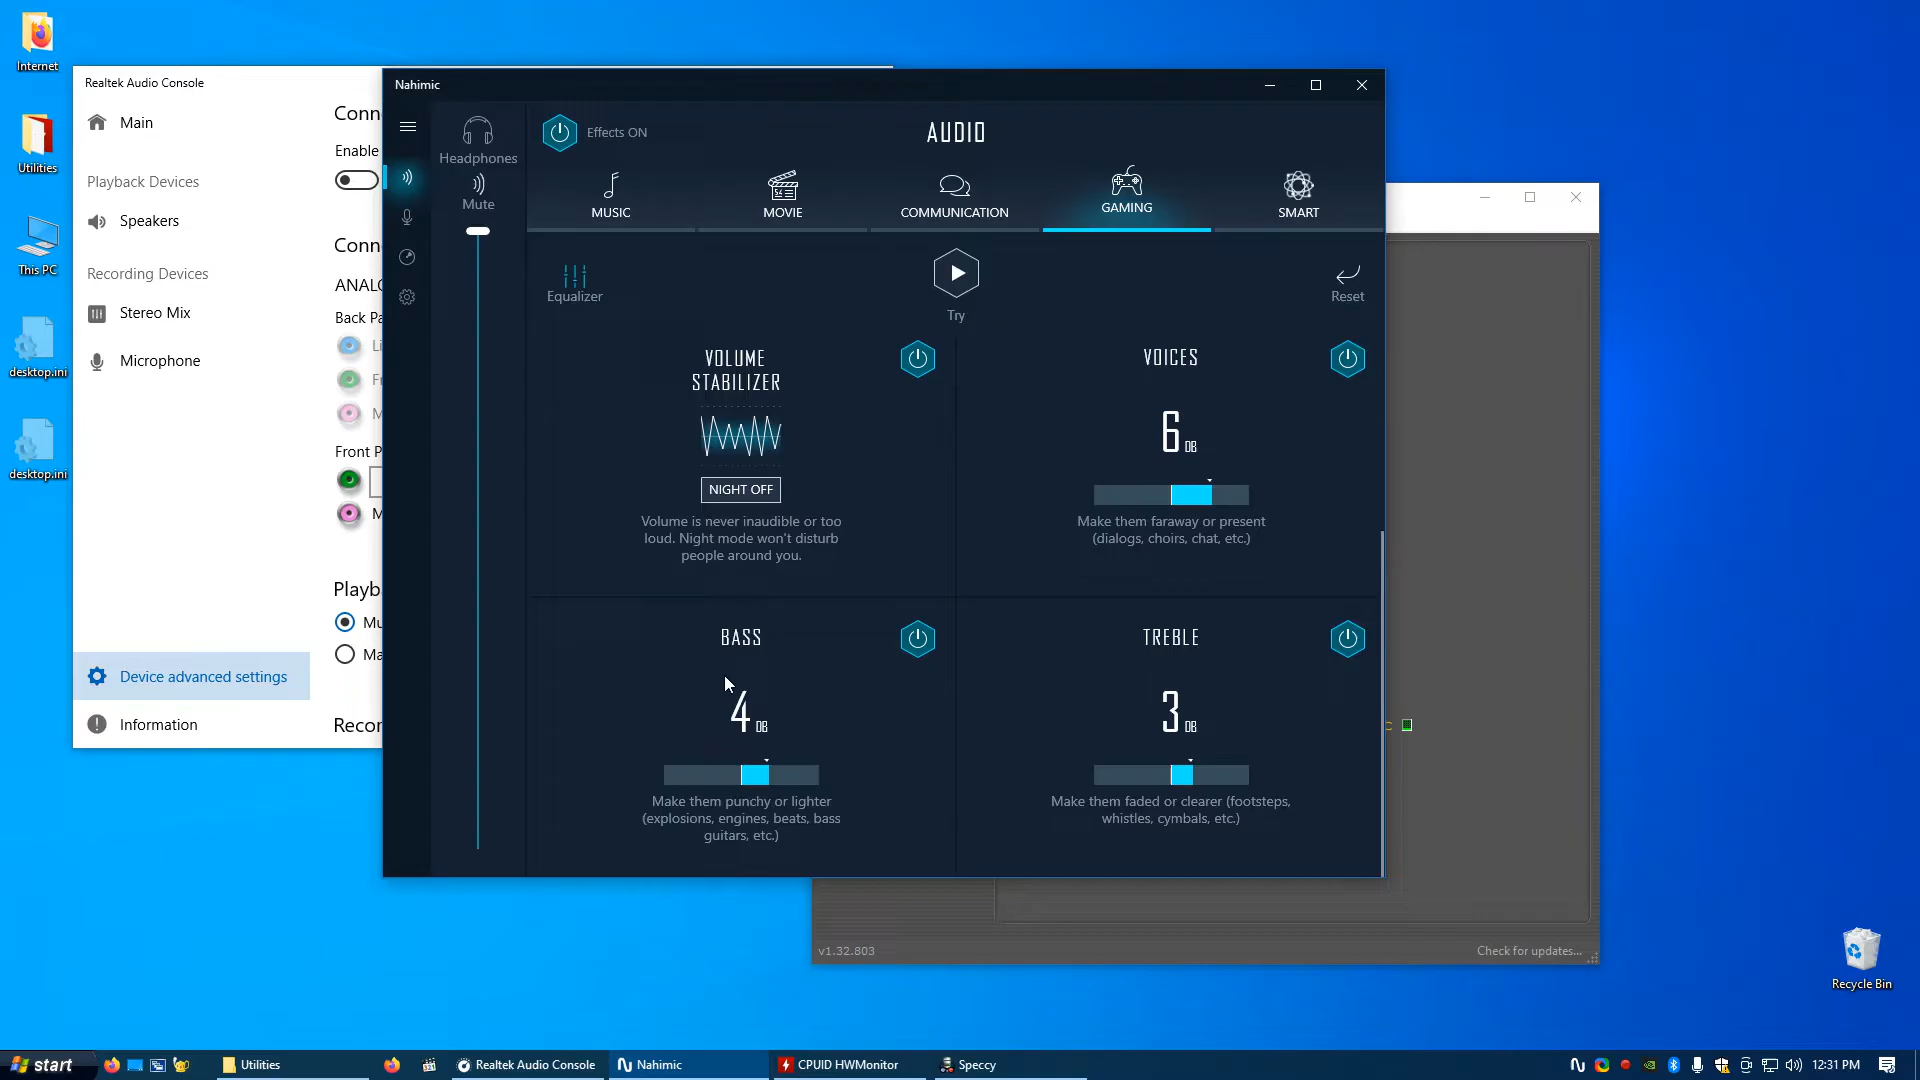 Internet
Utilities
This PC
desktop.ini
desktop.ini
Realtek Audio Console
Main
Playback Devices
Speakers
Recording Devices
Stereo Mix
Microphone
Device advanced settings
Information
Conn
Enable
Conn
ANALO
Back Pa
Li
Fr
M
Front P
M
Playb
Mu
Ma
Recor
Nahimic
Headphones
Mute
Effects ON
AUDIO
MUSIC
MOVIE
COMMUNICATION
GAMING
SMART
Equalizer
Try
Reset
VOLUME
STABILIZER
NIGHT OFF
Volume is never inaudible or too
loud. Night mode won't disturb
people around you.
VOICES
6 DB
Make them faraway or present
(dialogs, choirs, chat, etc.)
BASS
4 DB
Make them punchy or lighter
(explosions, engines, beats, bass
guitars, etc.)
TREBLE
3 DB
Make them faded or clearer (footsteps,
whistles, cymbals, etc.)
v1.32.803
Check for updates...
Recycle Bin
start
Utilities
Realtek Audio Console
Nahimic
CPUID HWMonitor
Speccy
12:31 PM